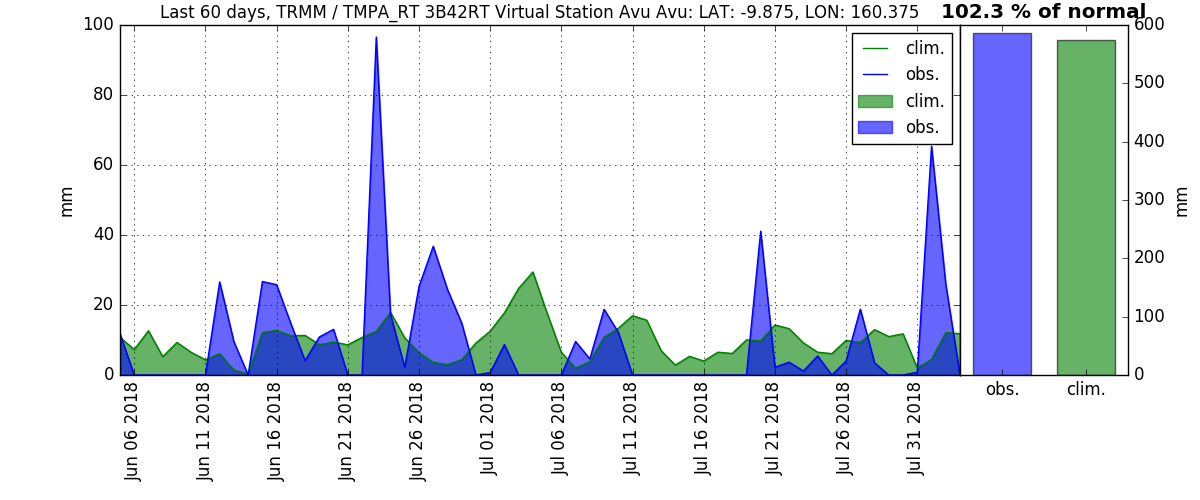 Last 60 days, TRMM / TMPA_RT 3B42RT Virtual Station Avu Avu: LAT: -9.875, LON: 160.375
102.3 % of normal
100
80
60
40
20
0
mm
clim.
obs.
clim.
obs.
600
500
400
300
200
100
0
mm
obs.
clim.
Jun 06 2018
Jun 11 2018
Jun 16 2018
Jun 21 2018
Jun 26 2018
Jul 01 2018
Jul 06 2018
Jul 11 2018
Jul 16 2018
Jul 21 2018
Jul 26 2018
Jul 31 2018